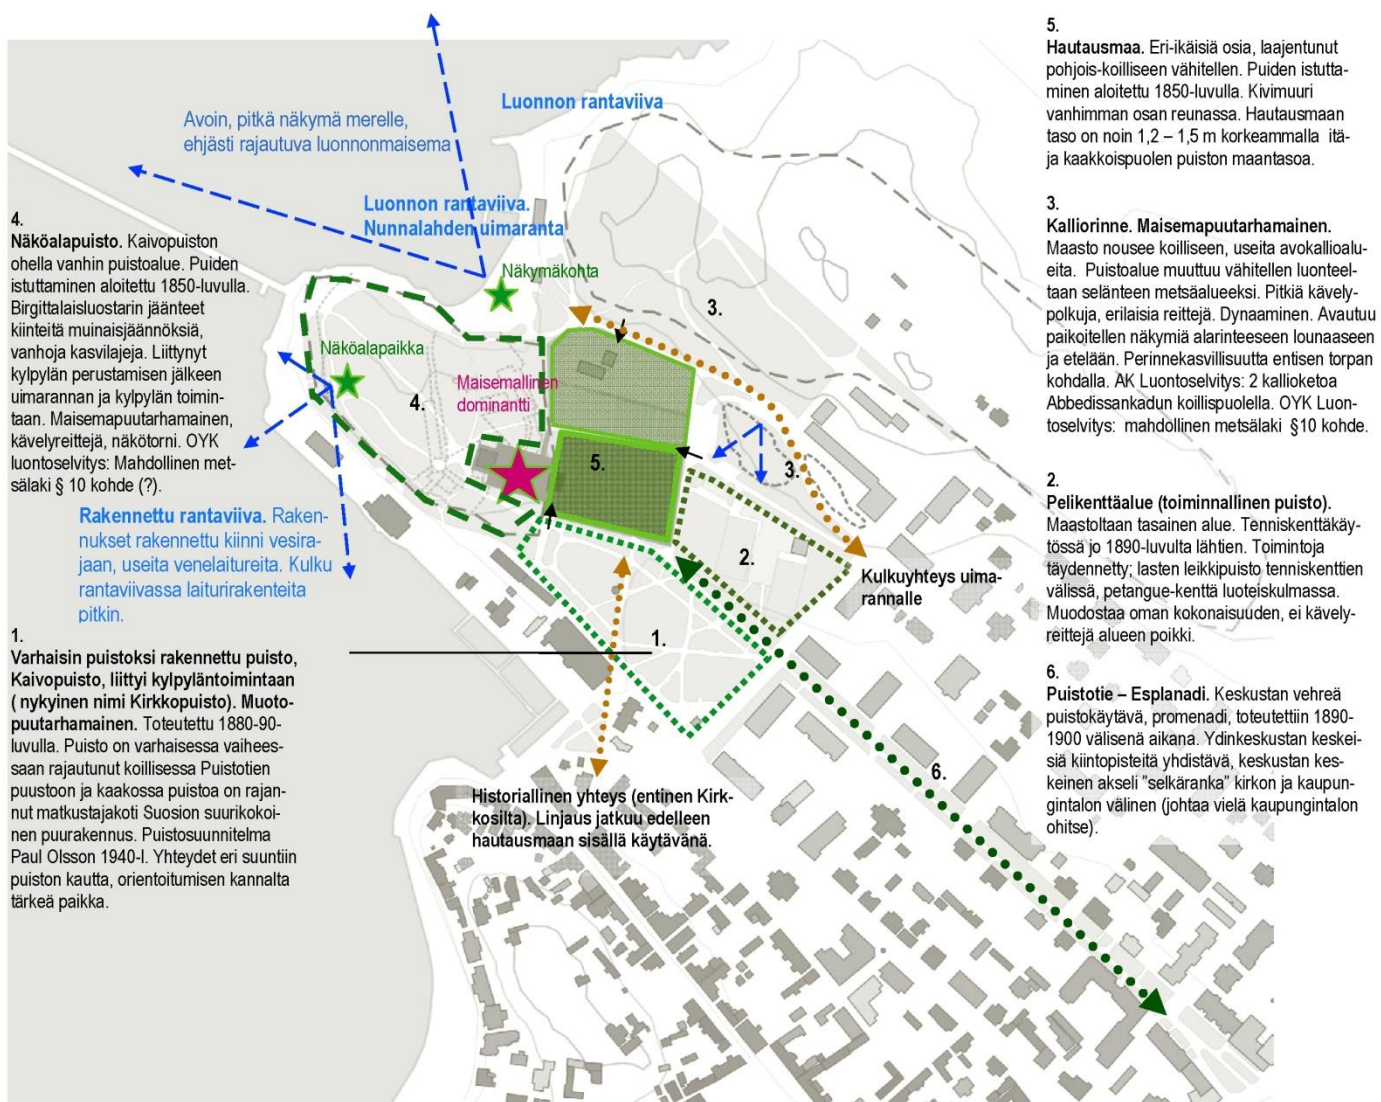 Avoin, pitkä näkymä merelle,
ehjästi rajautuva luonnonmaisema
Luonnon rantaviiva
Luonnon rantaviiva.
Nunnalahden uimaranta
Näkymäkohta
Näköalapaikka
Maisemallinen
dominantti
4.
5.
3.
3.
2.
1.
6.
Kulkuyhteys uima-
rannalle
Historiallinen yhteys (entinen Kirk-
kosilta). Linjaus jatkuu edelleen
hautausmaan sisällä käytävänä.
4.
Näköalapuisto. Kaivopuiston
ohella vanhin puistoalue. Puiden
istuttaminen aloitettu 1850-luvulla.
Birgittalaisluostarin jäänteet
kiinteitä muinaisjäännöksiä,
vanhoja kasvilajeja. Liittynyt
kylpylän perustamisen jälkeen
uimarannan ja kylpylän toimin-
taan. Maisemapuutarhamainen,
kävelyreittejä, näkötorni. OYK
luontoselvitys: Mahdollinen met-
sälaki § 10 kohde (?).
Rakennettu rantaviiva. Raken-
nukset rakennettu kiinni vesira-
jaan, useita venelaitureita. Kulku
rantaviivassa laiturirakenteita
pitkin.
1.
Varhaisin puistoksi rakennettu puisto,
Kaivopuisto, liittyi kylpyläntoimintaan
( nykyinen nimi Kirkkopuisto). Muoto-
puutarhamainen. Toteutettu 1880-90-
luvulla. Puisto on varhaisessa vaihees-
saan rajautunut koillisessa Puistotien
puustoon ja kaakossa puistoa on rajan-
nut matkustajakoti Suosion suurikokoi-
nen puurakennus. Puistosuunnitelma
Paul Olsson 1940-l. Yhteydet eri suuntiin
puiston kautta, orientoitumisen kannalta
tärkeä paikka.
5.
Hautausmaa. Eri-ikäisiä osia, laajentunut
pohjois-koilliseen vähitellen. Puiden istutta-
minen aloitettu 1850-luvulla. Kivimuuri
vanhimman osan reunassa. Hautausmaan
taso on noin 1,2 – 1,5 m korkeammalla itä-
ja kaakkoispuolen puiston maantasoa.
3.
Kalliorinne. Maisemapuutarhamainen.
Maasto nousee koilliseen, useita avokallioalu-
eita. Puistoalue muuttuu vähitellen luonteel-
taan selänteen metsäalueeksi. Pitkiä kävely-
polkuja, erilaisia reittejä. Dynaaminen. Avautuu
paikoitellen näkymiä alarinteeseen lounaaseen
ja etelään. Perinnekasvillisuutta entisen torpan
kohdalla. AK Luontoselvitys: 2 kallioketoa
Abbedissankadun koillispuolella. OYK Luon-
toselvitys: mahdollinen metsälaki §10 kohde.
2.
Pelikenttäalue (toiminnallinen puisto).
Maastoltaan tasainen alue. Tenniskenttäkäy-
tössä jo 1890-luvulta lähtien. Toimintoja
täydennetty; lasten leikkipuisto tenniskenttien
välissä, petangue-kenttä luoteiskulmassa.
Muodostaa oman kokonaisuuden, ei kävely-
reittejä alueen poikki.
6.
Puistotie – Esplanadi. Keskustan vehreä
puistokäytävä, promenadi, toteutettiin 1890-
1900 välisenä aikana. Ydinkeskustan keskei-
siä kiintopisteitä yhdistävä, keskustan kes-
keinen akseli "selkäranka" kirkon ja kaupun-
gintalon välinen (johtaa vielä kaupungintalon
ohitse).